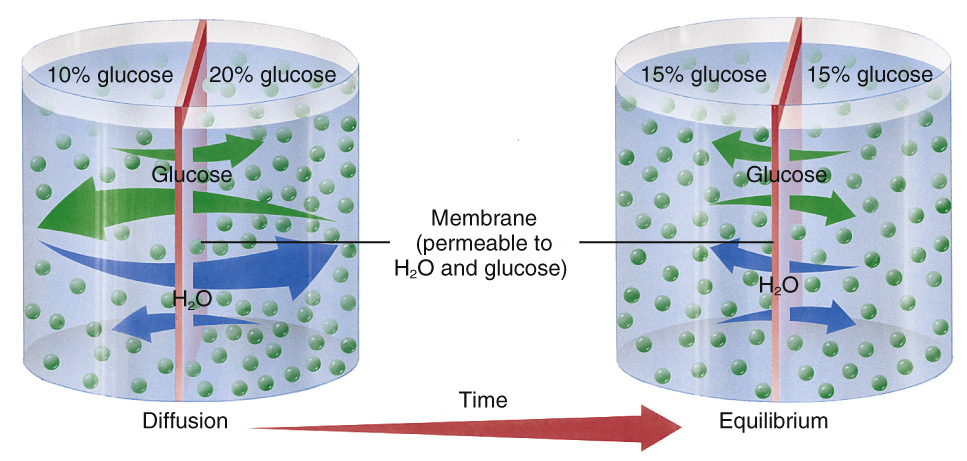 10% glucose
20% glucose
Glucose
H₂O
Diffusion
Membrane
(permeable to
H₂O and glucose)
Time
15% glucose
15% glucose
Glucose
H₂O
Equilibrium